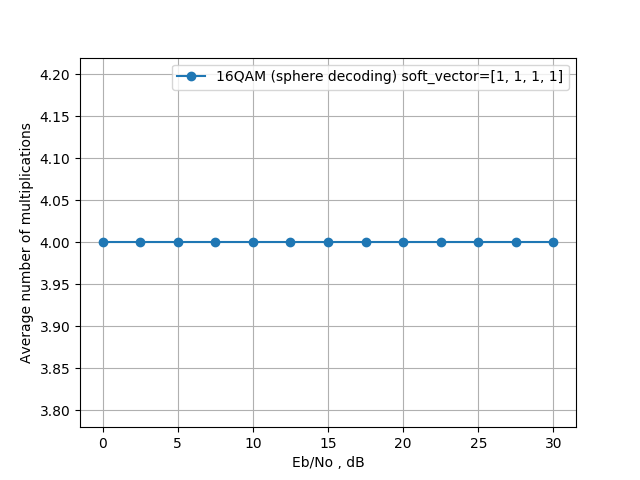 16QAM (sphere decoding) soft_vector=[1, 1, 1, 1]
4.20
4.15
4.10
4.05
4.00
3.95
3.90
3.85
3.80
Average number of multiplications
0 5 10 15 20 25 30
Eb/No , dB